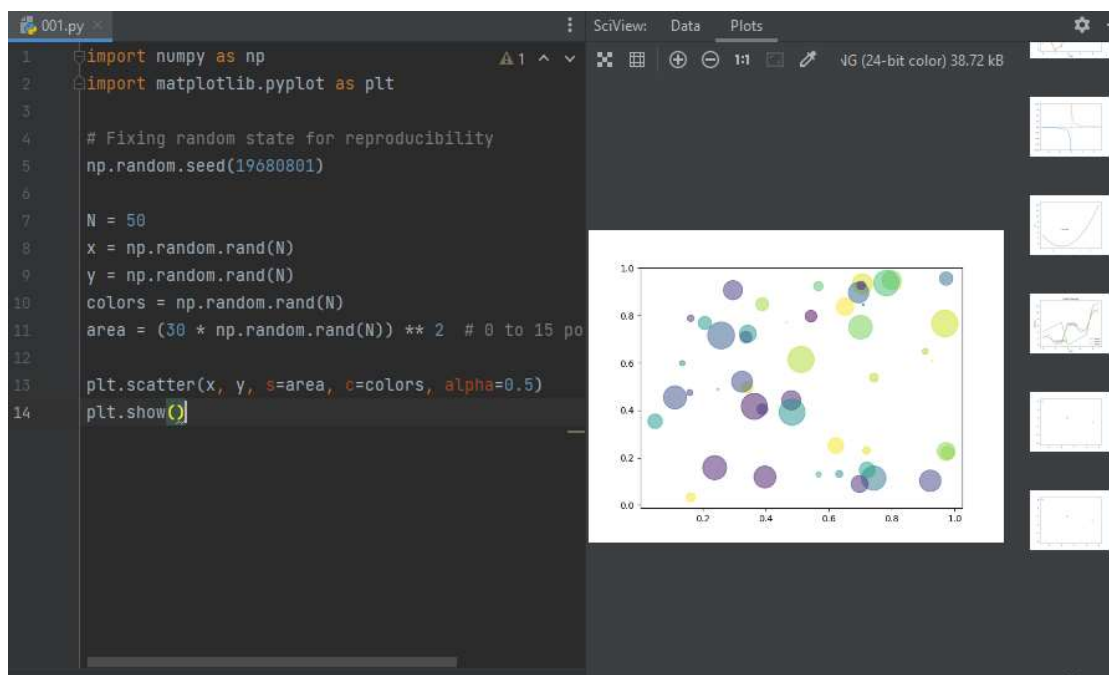 001.py
SciView: Data Plots
1 import numpy as np
2 import matplotlib.pyplot as plt
3
4 # Fixing random state for reproducibility
5 np.random.seed(19680801)
6
7 N = 50
8 x = np.random.rand(N)
9 y = np.random.rand(N)
10 colors = np.random.rand(N)
11 area = (30 * np.random.rand(N)) ** 2 # 0 to 15 po
12
13 plt.scatter(x, y, s=area, c=colors, alpha=0.5)
14 plt.show()
1
1:1 NG (24-bit color) 38.72 kB
1.0
0.8
0.6
0.4
0.2
0.0
0.2 0.4 0.6 0.8 1.0